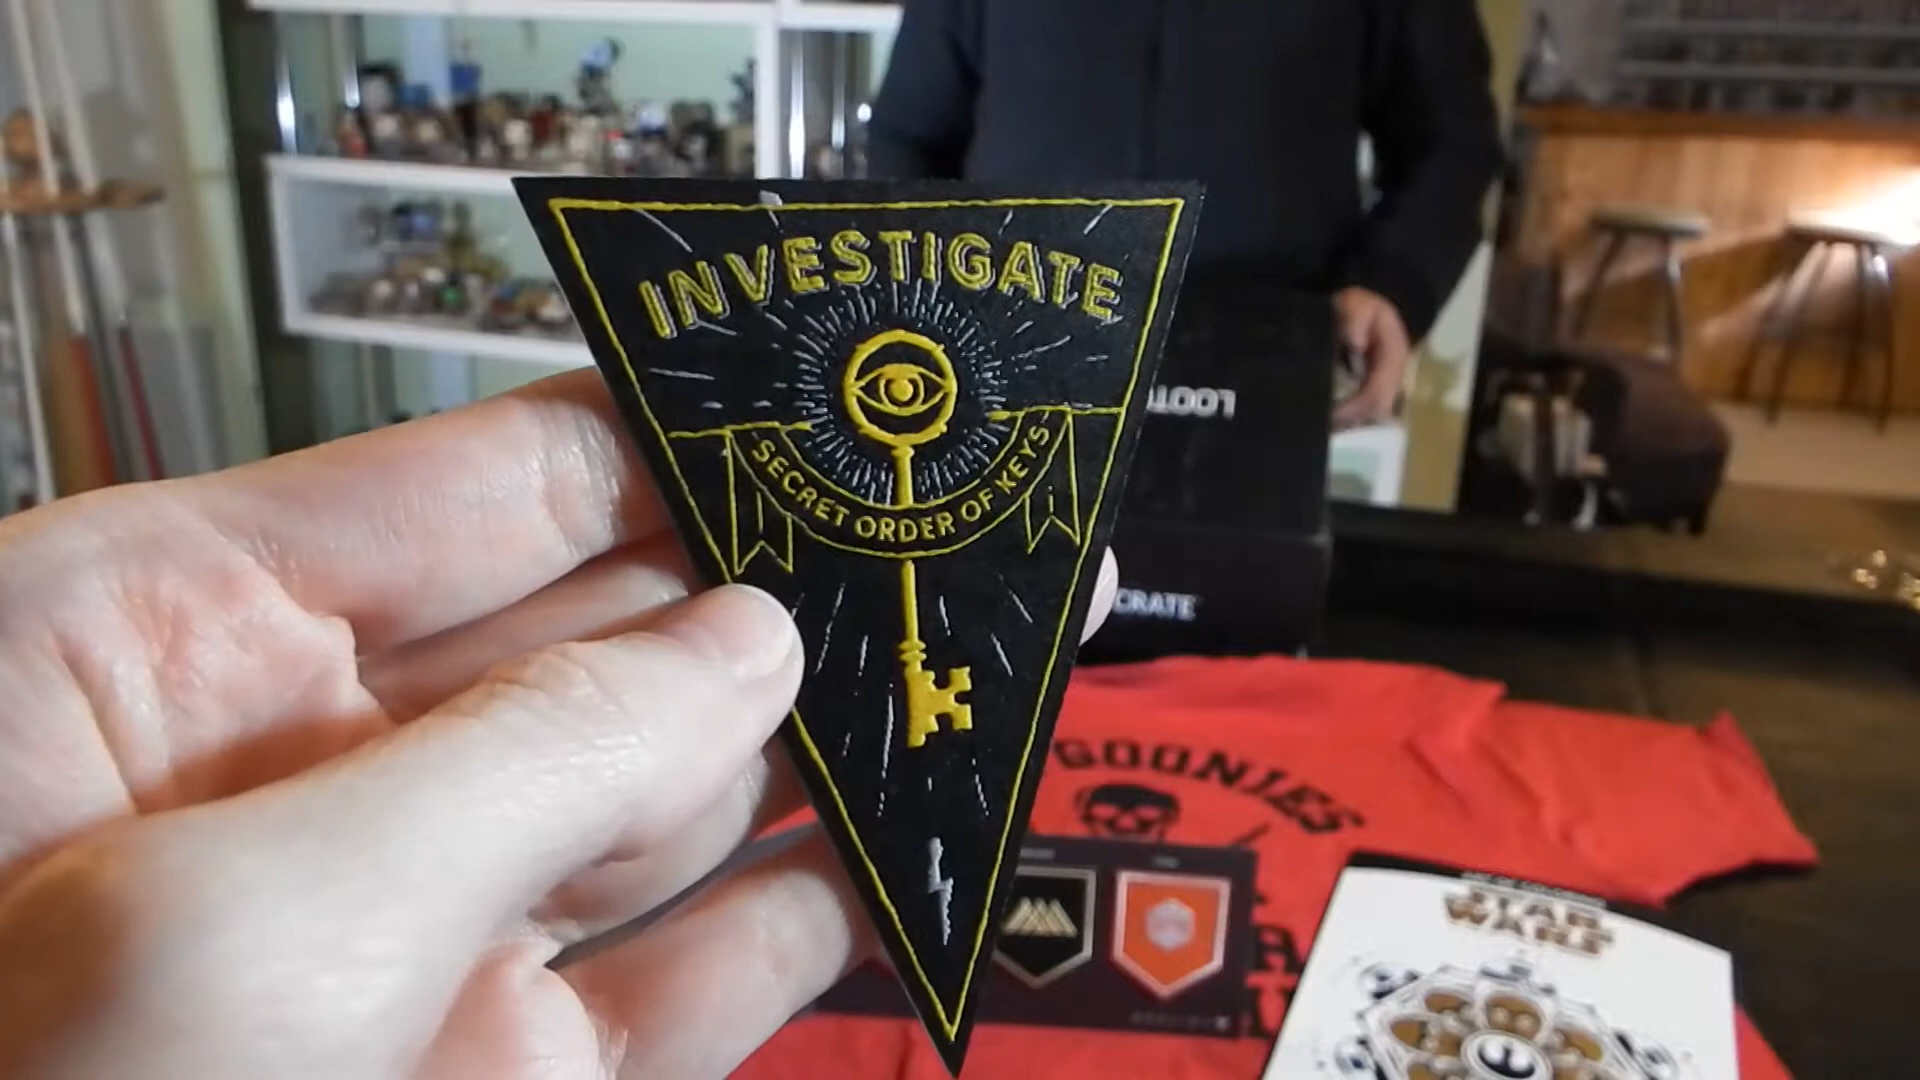 INVESTIGATE
SECRET ORDER OF KEYS
LOOT
CRATE
GOONIES
STAR
WARS